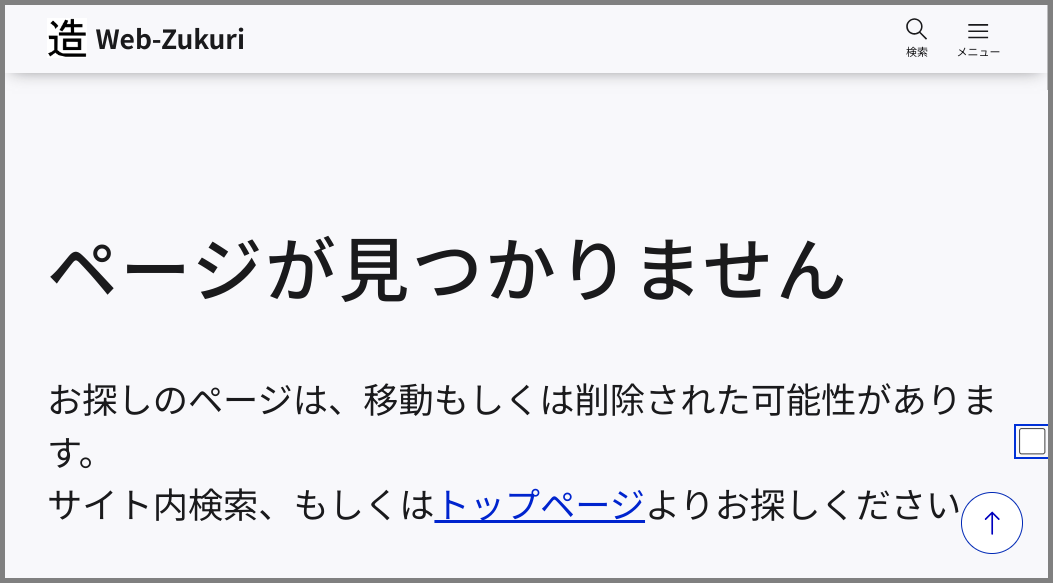 造 Web-Zukuri
検索
メニュー
ページが見つかりません
お探しのページは、移動もしくは削除された可能性がありま
す。
サイト内検索、もしくはトップページよりお探しください